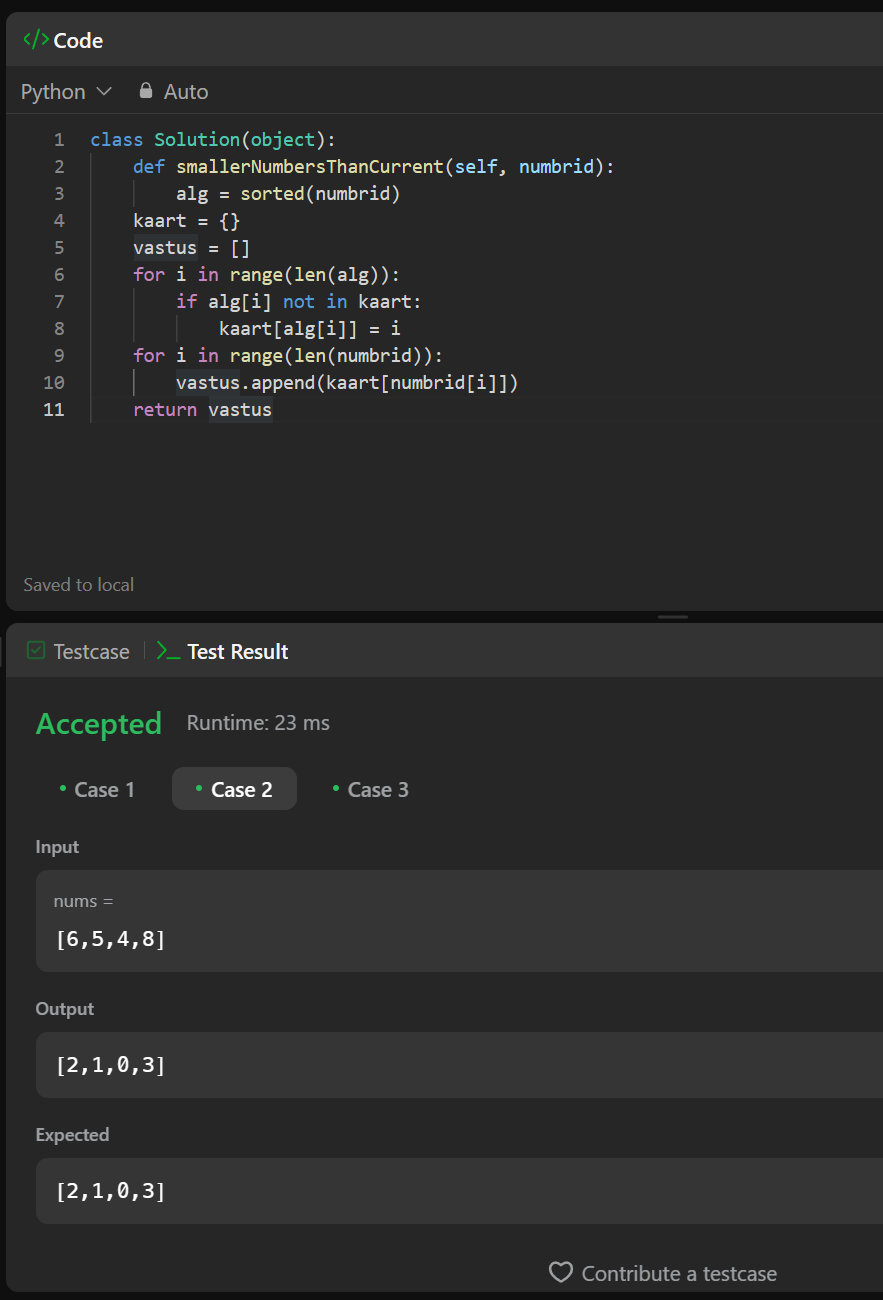 </> Code
Python Auto
1 class Solution(object):
2     def smallerNumbersThanCurrent(self, numbrid):
3         alg = sorted(numbrid)
4     kaart = {}
5     vastus = []
6     for i in range(len(alg)):
7         if alg[i] not in kaart:
8             kaart[alg[i]] = i
9     for i in range(len(numbrid)):
10         vastus.append(kaart[numbrid[i]])
11     return vastus
Saved to local
Testcase >_ Test Result
Accepted Runtime: 23 ms
• Case 1 • Case 2 • Case 3
Input
nums =
[6,5,4,8]
Output
[2,1,0,3]
Expected
[2,1,0,3]
Contribute a testcase